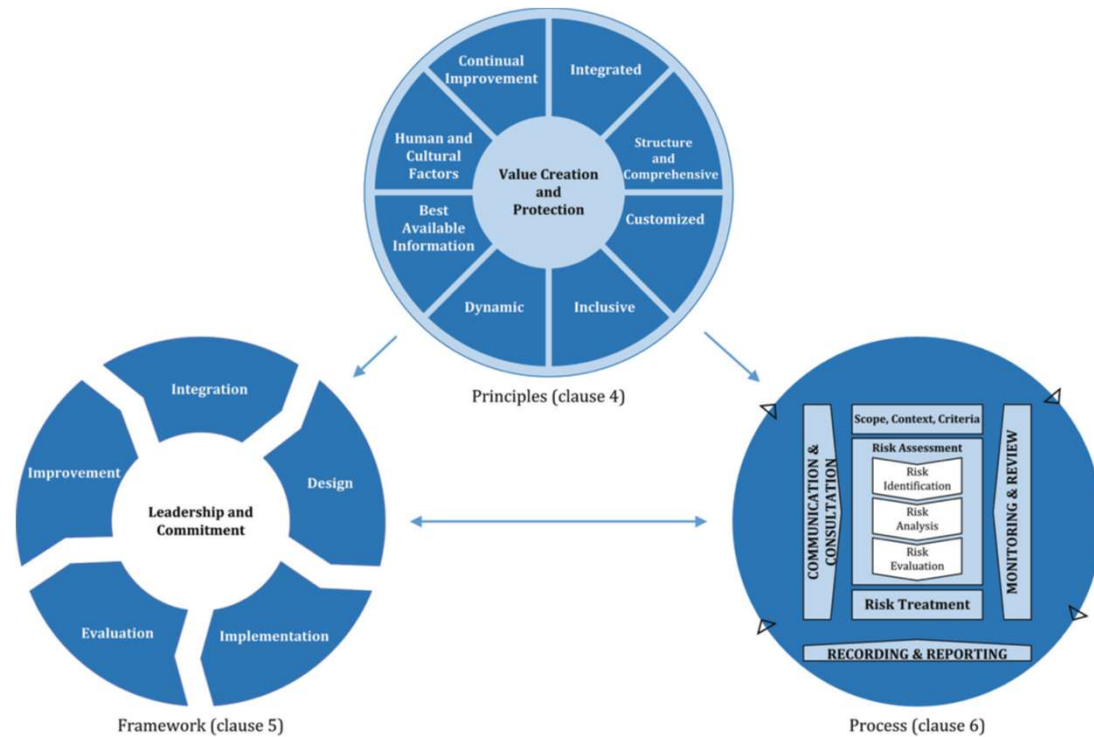 Continual
Improvement
Integrated
Human and
Cultural
Factors
Structure
and
Comprehensive
Value Creation
and
Protection
Best
Available
Information
Customized
Dynamic
Inclusive
Principles (clause 4)
Integration
Improvement
Design
Leadership and
Commitment
Evaluation
Implementation
Framework (clause 5)
COMMUNICATION &
CONSULTATION
Scope, Context, Criteria
Risk Assessment
Risk
Identification
Risk
Analysis
Risk
Evaluation
Risk Treatment
MONITORING & REVIEW
RECORDING & REPORTING
Process (clause 6)